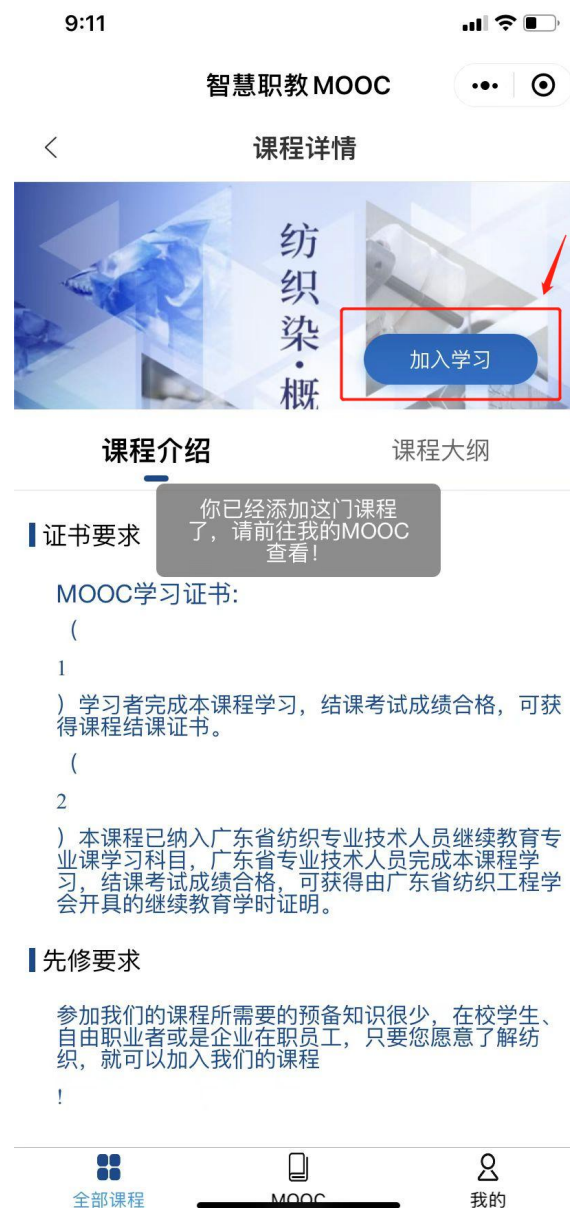 9:11
智慧职教MOOC
课程详情
纺织染·概
加入学习
课程介绍
课程大纲
你已经添加这门课程
了，请前往我的MOOC
查看！
证书要求
MOOC学习证书:
（
1
）学习者完成本课程学习，结课考试成绩合格，可获
得课程结课证书。
（
2
）本课程已纳入广东省纺织专业技术人员继续教育专
业课学习科目，广东省专业技术人员完成本课程学
习，结课考试成绩合格，可获得由广东省纺织工程学
会开具的继续教育学时证明。
先修要求
参加我们的课程所需要的预备知识很少，在校学生、
自由职业者或是企业在职员工，只要您愿意了解纺
织，就可以加入我们的课程
!
全部课程
MOOC
我的